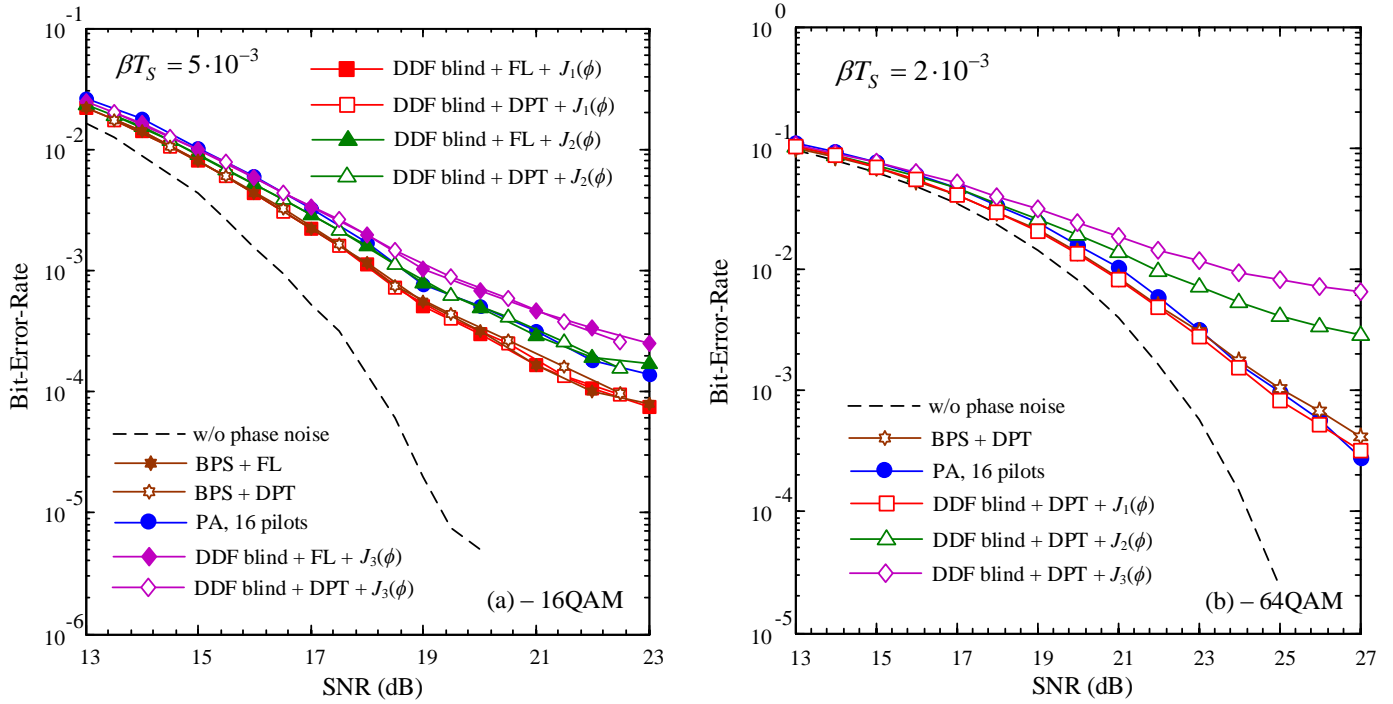 10^-1
10^-2
10^-3
10^-4
10^-5
10^-6
Bit-Error-Rate
βT_S = 5·10^-3
DDF blind + FL + J_1(ϕ)
DDF blind + DPT + J_1(ϕ)
DDF blind + FL + J_2(ϕ)
DDF blind + DPT + J_2(ϕ)
w/o phase noise
BPS + FL
BPS + DPT
PA, 16 pilots
DDF blind + FL + J_3(ϕ)
DDF blind + DPT + J_3(ϕ)
(a) – 16QAM
13 15 17 19 21 23
SNR (dB)
10^0
10^-1
10^-2
10^-3
10^-4
10^-5
Bit-Error-Rate
βT_S = 2·10^-3
w/o phase noise
BPS + DPT
PA, 16 pilots
DDF blind + DPT + J_1(ϕ)
DDF blind + DPT + J_2(ϕ)
DDF blind + DPT + J_3(ϕ)
(b) – 64QAM
13 15 17 19 21 23 25 27
SNR (dB)